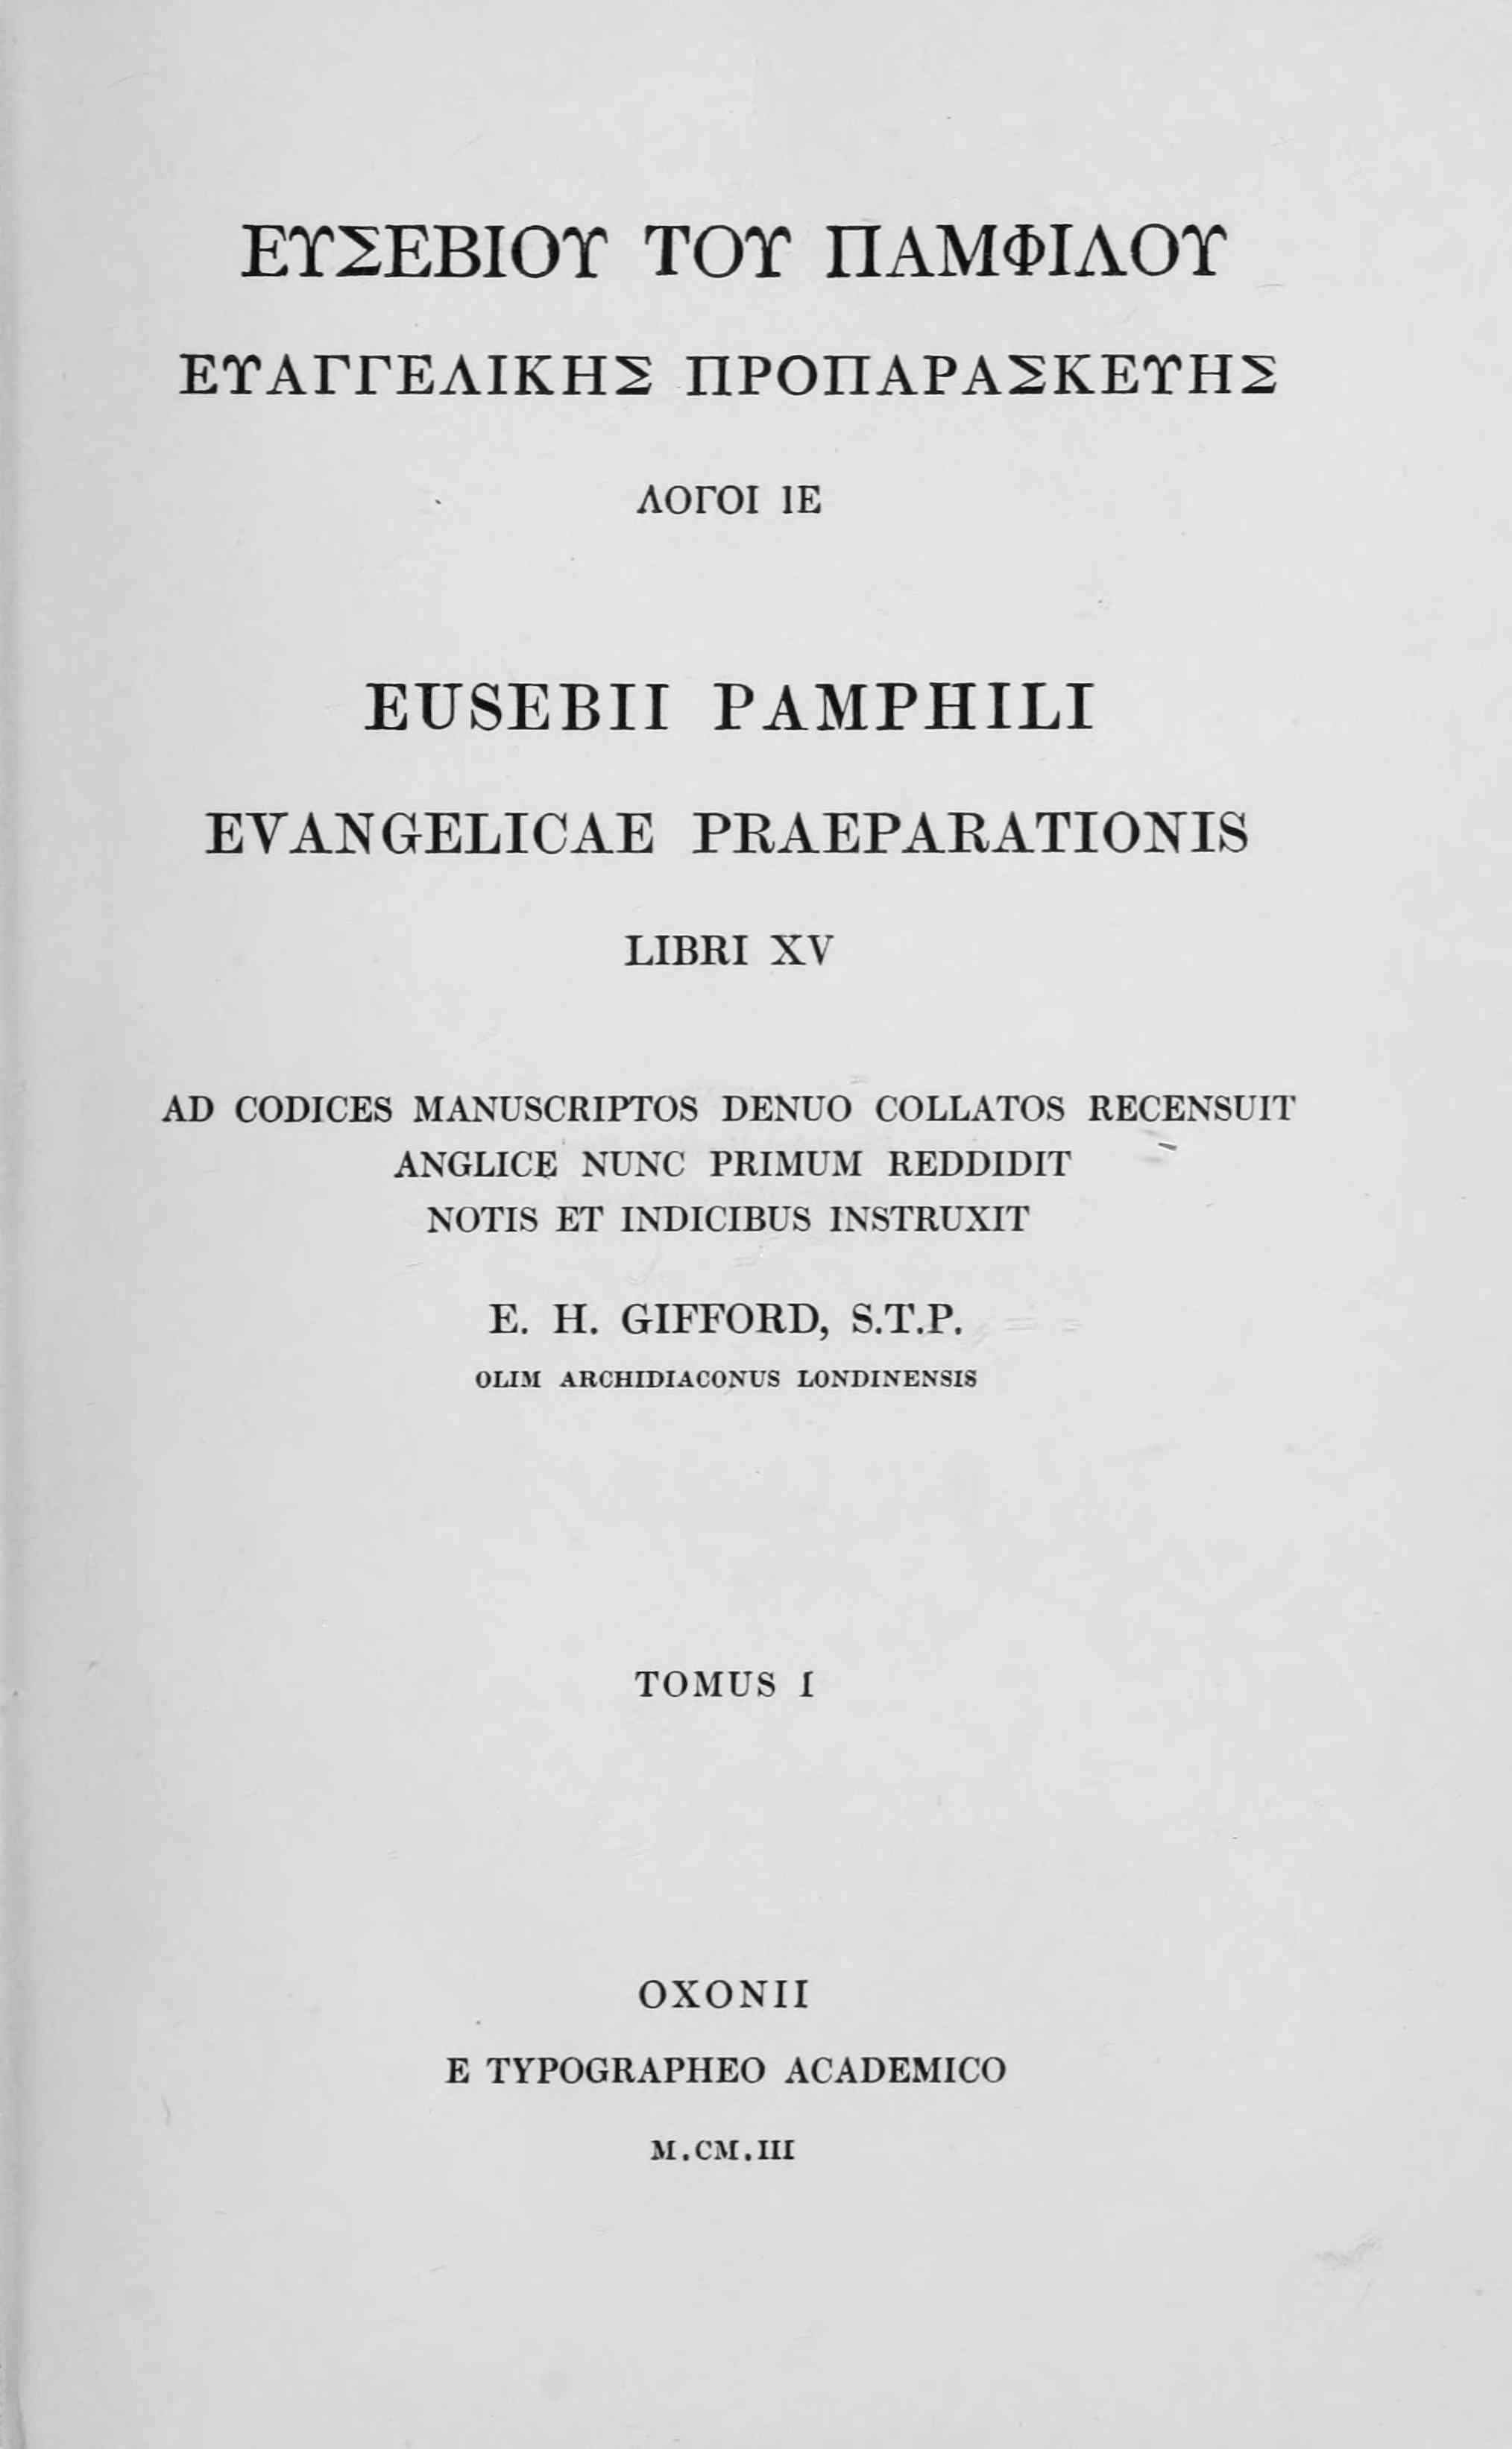 ΕΥΣΕΒΙΟΥ ΤΟΥ ΠΑΜΦΙΛΟΥ
ΕΥΑΓΓΕΛΙΚΗΣ ΠΡΟΠΑΡΑΣΚΕΥΗΣ
ΛΟΓΟΙ ΙΕ
EUSEBII PAMPHILI
EVANGELICAE PRAEPARATIONIS
LIBRI XV
AD CODICES MANUSCRIPTOS DENUO COLLATOS RECENSUIT
ANGLICE NUNC PRIMUM REDDIDIT
NOTIS ET INDICIBUS INSTRUXIT
E. H. GIFFORD, S.T.P.
OLIM ARCHIDIACONUS LONDINENSIS
TOMUS I
OXONII
E TYPOGRAPHEO ACADEMICO
M.CM.III